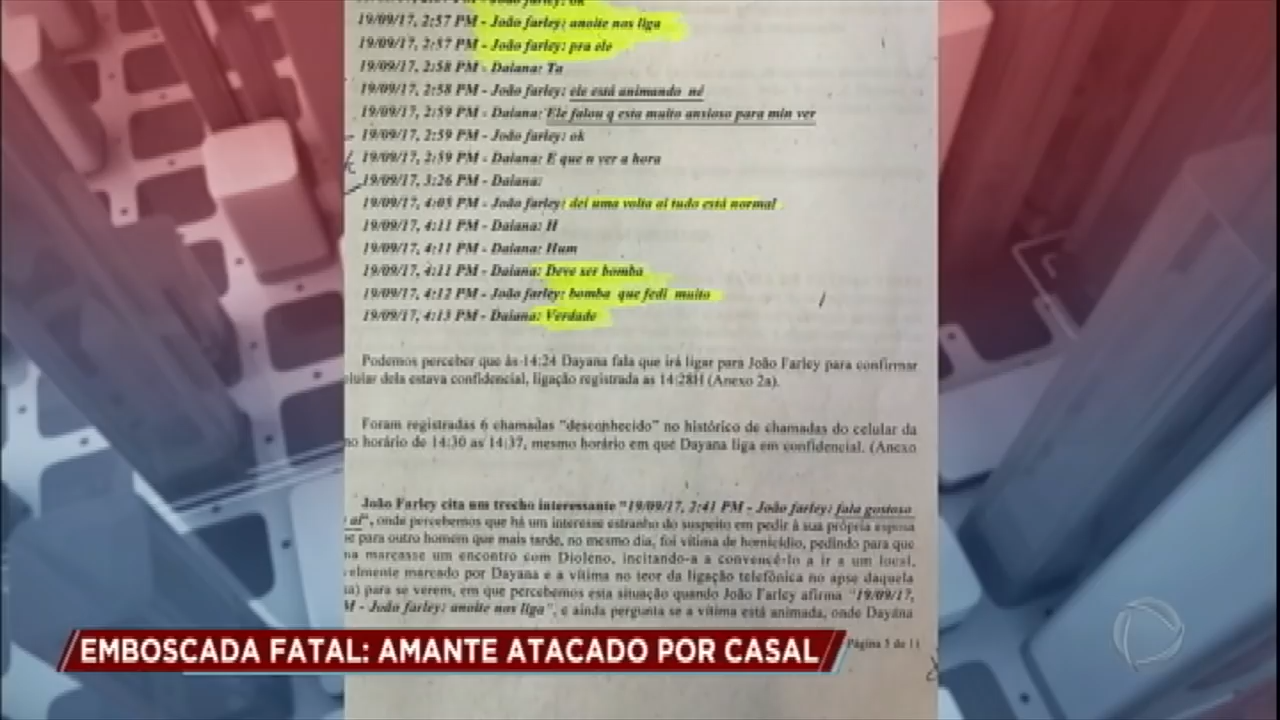 19/09/17, 2:57 PM - João farley: ok
19/09/17, 2:57 PM - João farley: anoite nos liga
19/09/17, 2:57 PM - João farley: pra ele
19/09/17, 2:58 PM - Daiana: Ta
19/09/17, 2:58 PM - João farley: ele está animando né
19/09/17, 2:59 PM - Daiana: Ele falou q esta muito ansioso para min ver
19/09/17, 2:59 PM - João farley: ok
19/09/17, 2:59 PM - Daiana: E que n ver a hora
19/09/17, 3:26 PM - Daiana:
19/09/17, 4:05 PM - João farley: dei uma volta ai tudo está normal
19/09/17, 4:11 PM - Daiana: H
19/09/17, 4:11 PM - Daiana: Hum
19/09/17, 4:11 PM - Daiana: Deve ser bomba
19/09/17, 4:12 PM - João farley: bomba que fedi muito
19/09/17, 4:13 PM - Daiana: Verdade
Podemos perceber que às 14:24 Dayana fala que irá ligar para João Farley para confirmar
dela estava confidencial, ligação registrada as 14:28H (Anexo 2a).
Foram registradas 6 chamadas "desconhecido" no histórico de chamadas do celular da
no horário de 14:30 as 14:37, mesmo horário em que Dayana liga em confidencial. (Anexo
João Farley cita um trecho interessante "19/09/17, 2:41 PM - João farley: fala gostoso
ai", onde percebemos que há um interesse estranho do suspeito em pedir à sua própria esposa
para outro homem que mais tarde, no mesmo dia, foi vítima de homicídio, pedindo para que
marcasse um encontro com Dioleno, incitando-a a convencê-lo a ir a um local,
marcado por Dayana e a vítima no teor da ligação telefônica no apse daquela
para se verem, em que percebemos esta situação quando João Farley afirma "19/09/17,
M - João farley: anoite nos liga", e ainda pergunta se a vítima está animada, onde Dayana
Página 5 de 11
EMBOSCADA FATAL: AMANTE ATACADO POR CASAL